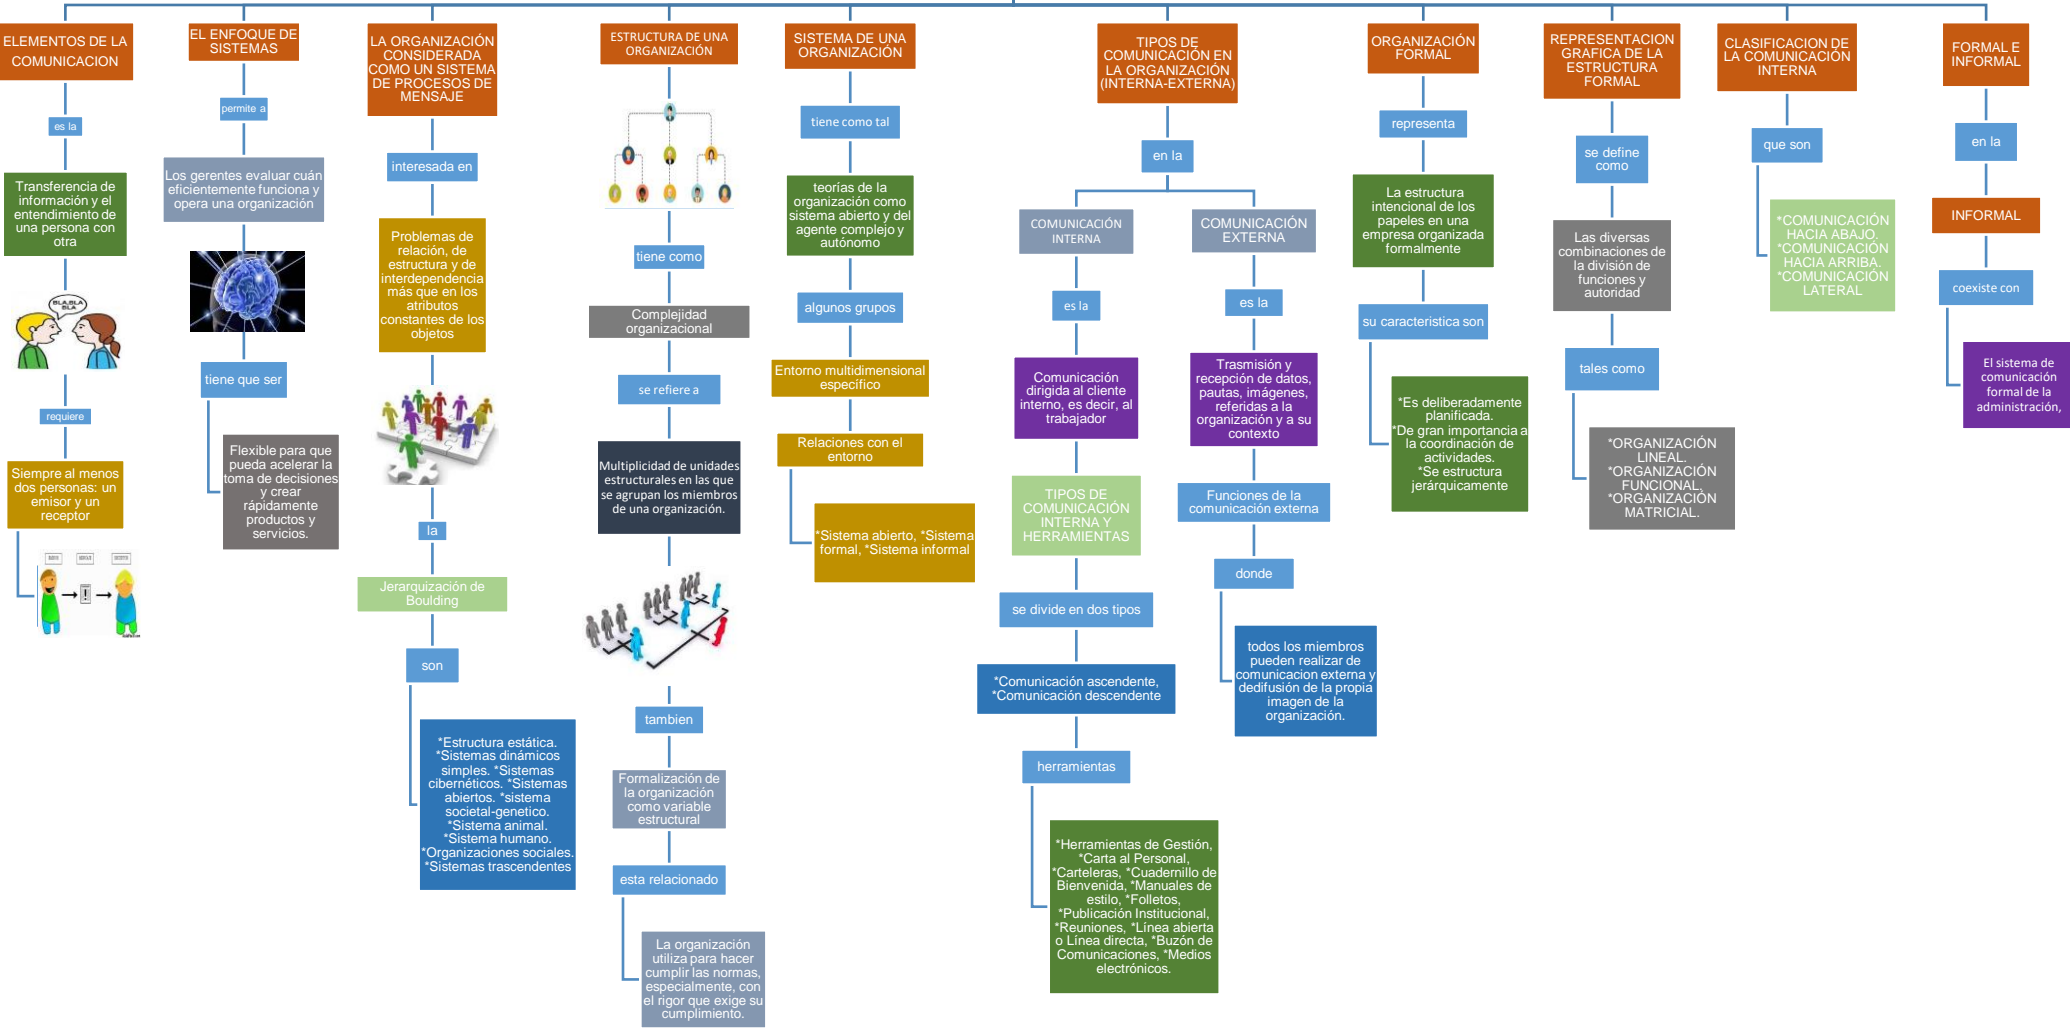 ELEMENTOS DE LA
COMUNICACION
es la
Transferencia de
información y el
entendimiento de
una persona con
otra
BLA,BLA
BLA
requiere
Siempre al menos
dos personas: un
emisor y un
receptor
EL ENFOQUE DE
SISTEMAS
permite a
Los gerentes evaluar cuán
eficientemente funciona y
opera una organización
tiene que ser
Flexible para que
pueda acelerar la
toma de decisiones
y crear
rápidamente
productos y
servicios.
LA ORGANIZACIÓN
CONSIDERADA
COMO UN SISTEMA
DE PROCESOS DE
MENSAJE
interesada en
Problemas de
relación, de
estructura y de
interdependencia
más que en los
atributos
constantes de los
objetos
la
Jerarquización de
Boulding
son
*Estructura estática.
*Sistemas dinámicos
simples. *Sistemas
cibernéticos. *Sistemas
abiertos. *sistema
societal-genetico.
*Sistema animal.
*Sistema humano.
*Organizaciones sociales.
*Sistemas trascendentes
ESTRUCTURA DE UNA
ORGANIZACIÓN
tiene como
Complejidad
organizacional
se refiere a
Multiplicidad de unidades
estructurales en las que
se agrupan los miembros
de una organización.
tambien
Formalización de
la organización
como variable
estructural
esta relacionado
La organización
utiliza para hacer
cumplir las normas,
especialmente, con
el rigor que exige su
cumplimiento.
SISTEMA DE UNA
ORGANIZACIÓN
tiene como tal
teorías de la
organización como
sistema abierto y del
agente complejo y
autónomo
algunos grupos
Entorno multidimensional
específico
Relaciones con el
entorno
*Sistema abierto, *Sistema
formal, *Sistema informal
TIPOS DE
COMUNICACIÓN EN
LA ORGANIZACIÓN
(INTERNA-EXTERNA)
en la
COMUNICACIÓN
INTERNA
es la
Comunicación
dirigida al cliente
interno, es decir, al
trabajador
TIPOS DE
COMUNICACIÓN
INTERNA Y
HERRAMIENTAS
se divide en dos tipos
*Comunicación ascendente,
*Comunicación descendente
herramientas
*Herramientas de Gestión,
*Carta al Personal,
*Carteleras, *Cuadernillo de
Bienvenida, *Manuales de
estilo, *Folletos,
*Publicación Institucional,
*Reuniones, *Línea abierta
o Línea directa, *Buzón de
Comunicaciones, *Medios
electrónicos.
COMUNICACIÓN
EXTERNA
es la
Trasmisión y
recepción de datos,
pautas, imágenes,
referidas a la
organización y a su
contexto
Funciones de la
comunicación externa
donde
todos los miembros
pueden realizar de
comunicacion externa y
dedifusión de la propia
imagen de la
organización.
ORGANIZACIÓN
FORMAL
representa
La estructura
intencional de los
papeles en una
empresa organizada
formalmente
su caracteristica son
*Es deliberadamente
planificada.
*De gran importancia a
la coordinación de
actividades.
*Se estructura
jerárquicamente
REPRESENTACION
GRAFICA DE LA
ESTRUCTURA
FORMAL
se define
como
Las diversas
combinaciones de
la división de
funciones y
autoridad
tales como
*ORGANIZACIÓN
LINEAL.
*ORGANIZACIÓN
FUNCIONAL.
*ORGANIZACIÓN
MATRICIAL.
CLASIFICACION DE
LA COMUNICACIÓN
INTERNA
que son
*COMUNICACIÓN
HACIA ABAJO.
*COMUNICACIÓN
HACIA ARRIBA.
*COMUNICACIÓN
LATERAL
FORMAL E
INFORMAL
en la
INFORMAL
coexiste con
El sistema de
comunicación
formal de la
administración,